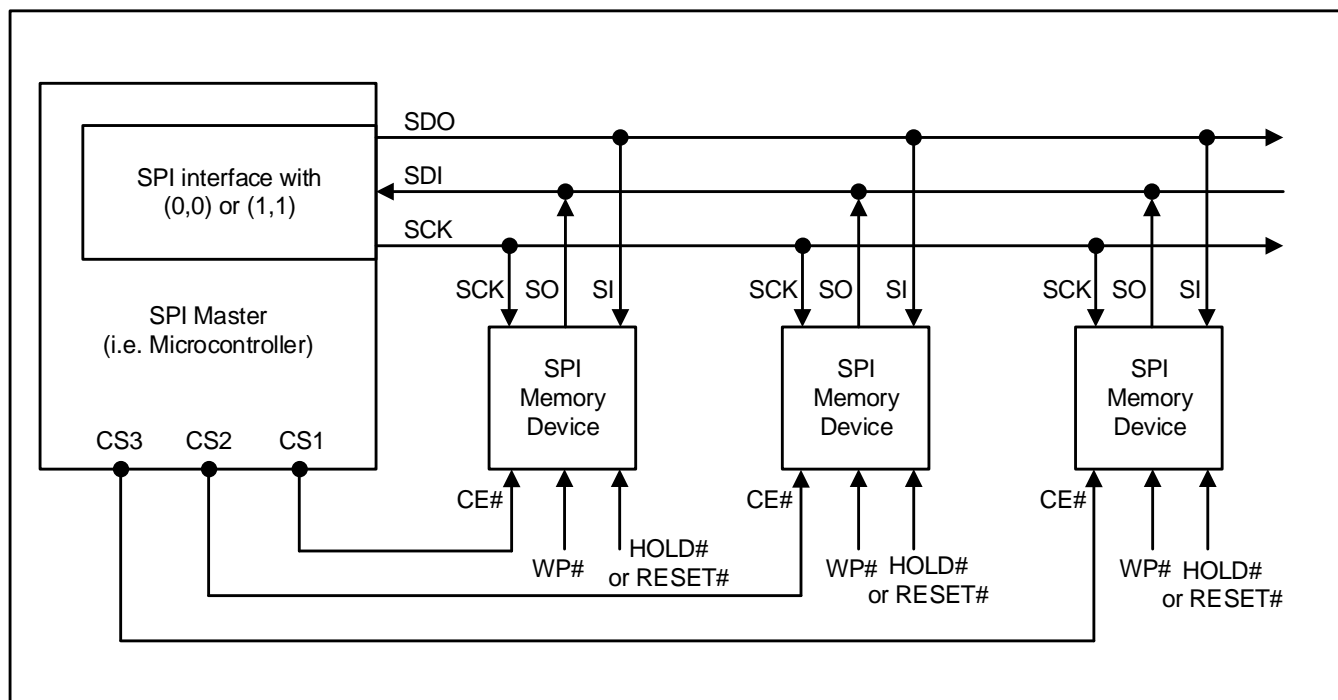 SDO
SPI interface with
(0,0) or (1,1)
SDI
SCK
SPI Master
(i.e. Microcontroller)
CS3 CS2 CS1
SCK SO SI
SPI
Memory
Device
CE#
WP#
HOLD#
or RESET#
SCK SO SI
SPI
Memory
Device
CE#
WP#
HOLD#
or RESET#
SCK SO SI
SPI
Memory
Device
CE#
WP#
HOLD#
or RESET#